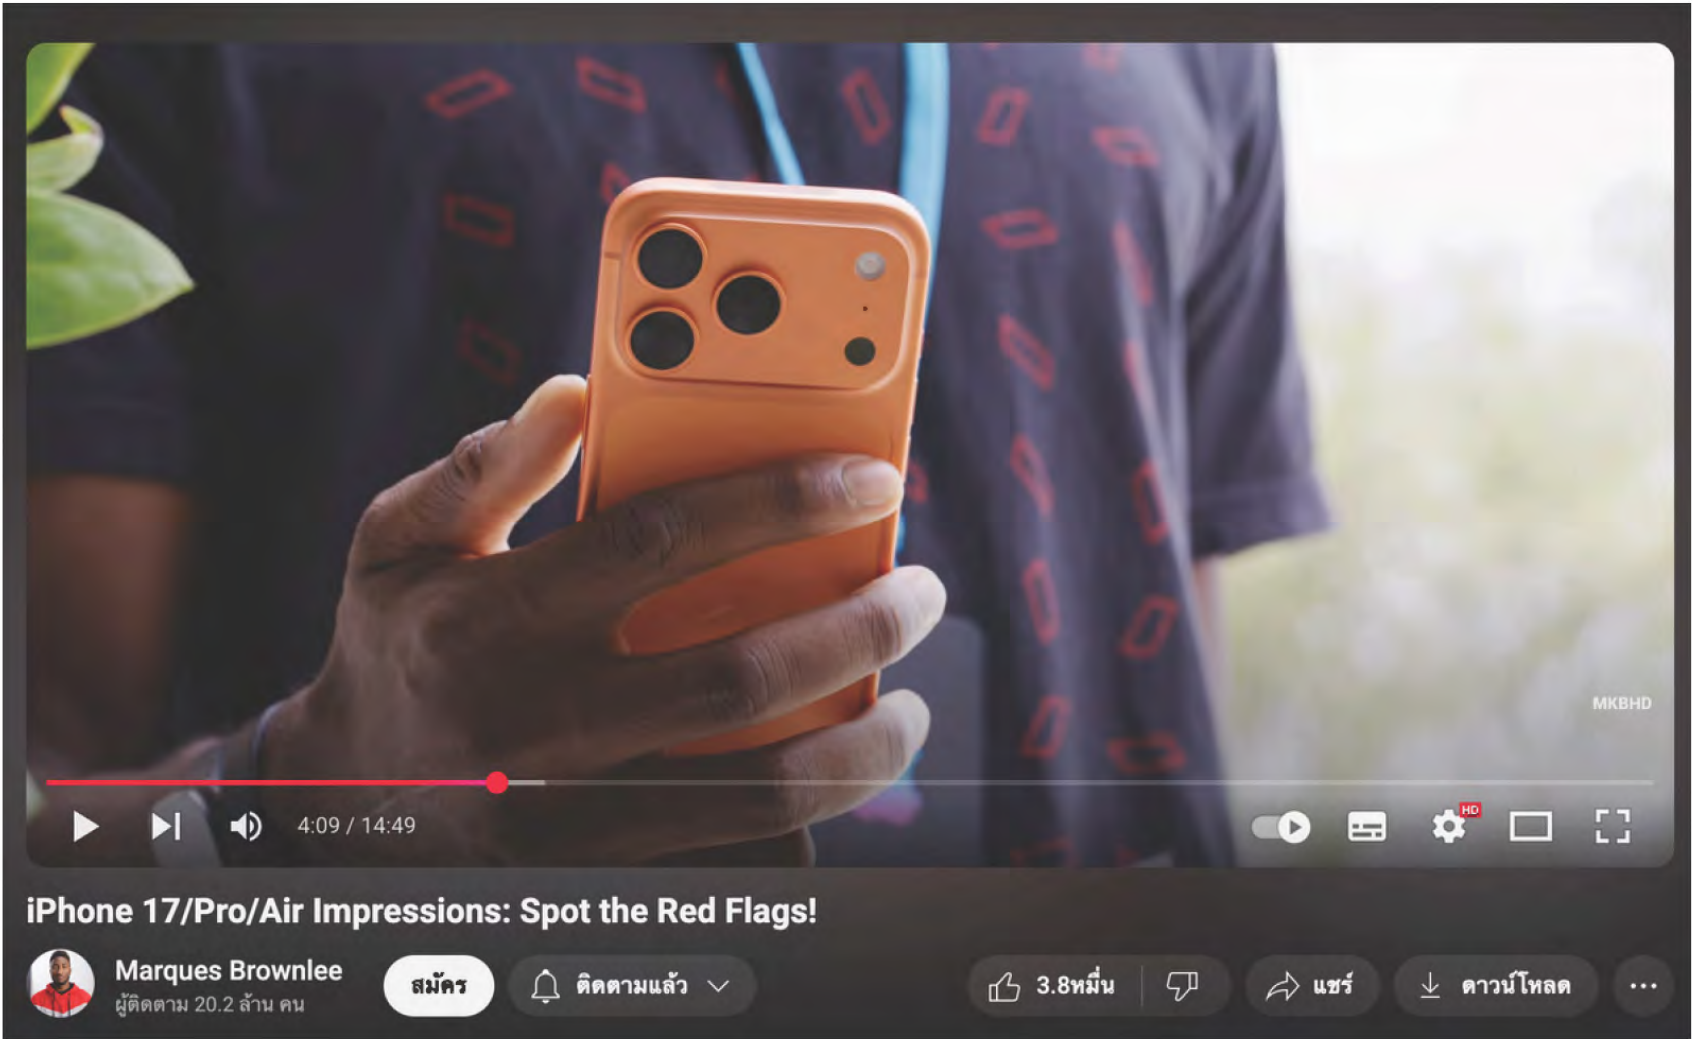 MKBHD
4:09 / 14:49
HD
iPhone 17/Pro/Air Impressions: Spot the Red Flags!
Marques Brownlee
ผู้ติดตาม 20.2 ล้าน คน
สมัคร
ติดตามแล้ว
3.8หมื่น
แชร์
ดาวน์โหลด